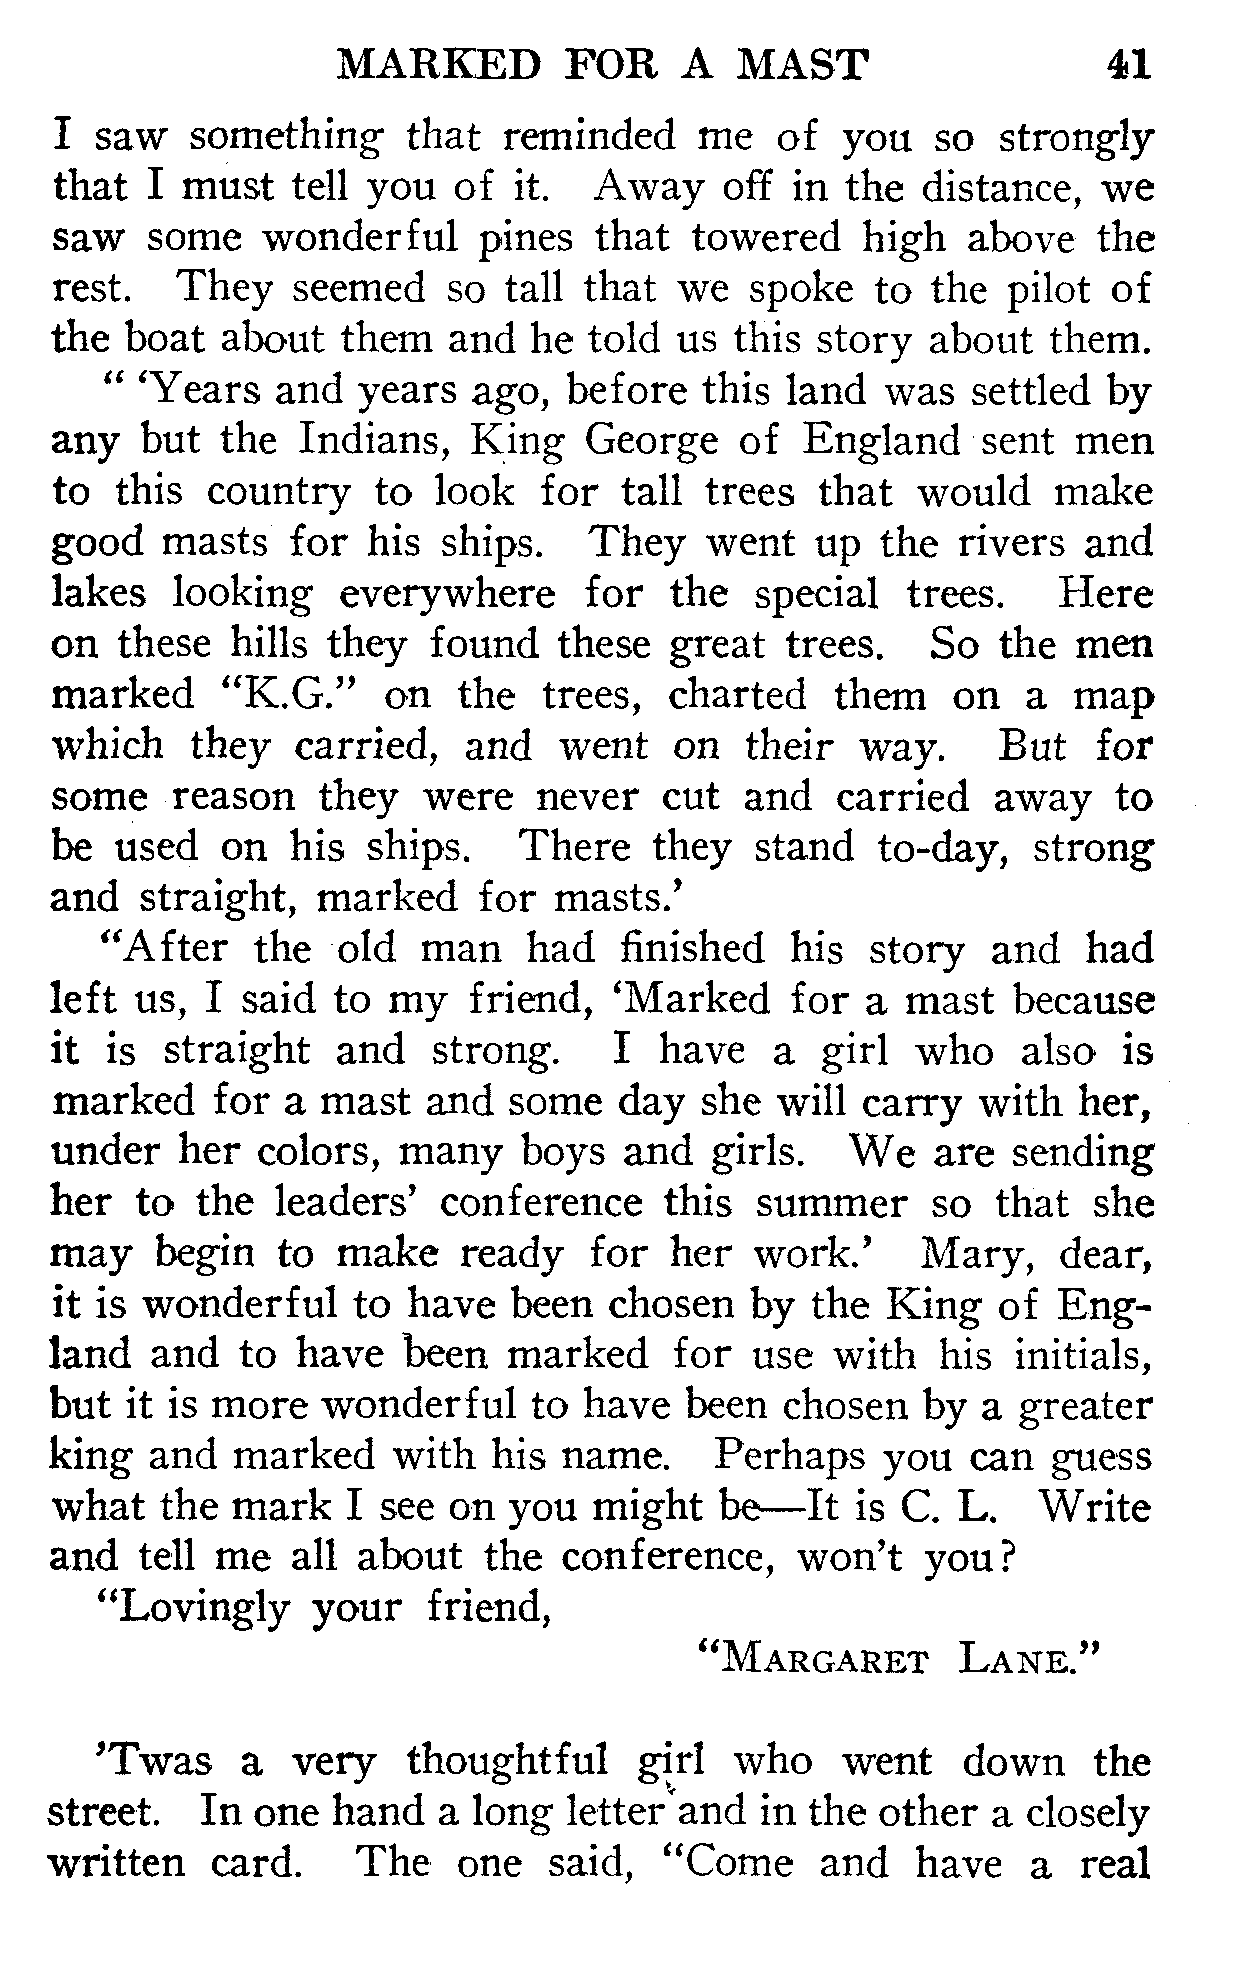 MARKED FOR A MAST 41
I saw something that reminded me of you so strongly
that I must tell you of it. Away off in the distance, we
saw some wonderful pines that towered high above the
rest. They seemed so tall that we spoke to the pilot of
the boat about them and he told us this story about them.
“ ‘Years and years ago, before this land was settled by
any but the Indians, King George of England sent men
to this country to look for tall trees that would make
good masts for his ships. They went up the rivers and
lakes looking everywhere for the special trees. Here
on these hills they found these great trees. So the men
marked “K.G.” on the trees, charted them on a map
which they carried, and went on their way. But for
some reason they were never cut and carried away to
be used on his ships. There they stand to-day, strong
and straight, marked for masts.’
“After the old man had finished his story and had
left us, I said to my friend, ‘Marked for a mast because
it is straight and strong. I have a girl who also is
marked for a mast and some day she will carry with her,
under her colors, many boys and girls. We are sending
her to the leaders’ conference this summer so that she
may begin to make ready for her work.’ Mary, dear,
it is wonderful to have been chosen by the King of Eng-
land and to have been marked for use with his initials,
but it is more wonderful to have been chosen by a greater
king and marked with his name. Perhaps you can guess
what the mark I see on you might be—It is C. L. Write
and tell me all about the conference, won’t you?
“Lovingly your friend,
“MARGARET LANE.”
’Twas a very thoughtful girl who went down the
street. In one hand a long letter and in the other a closely
written card. The one said, “Come and have a real